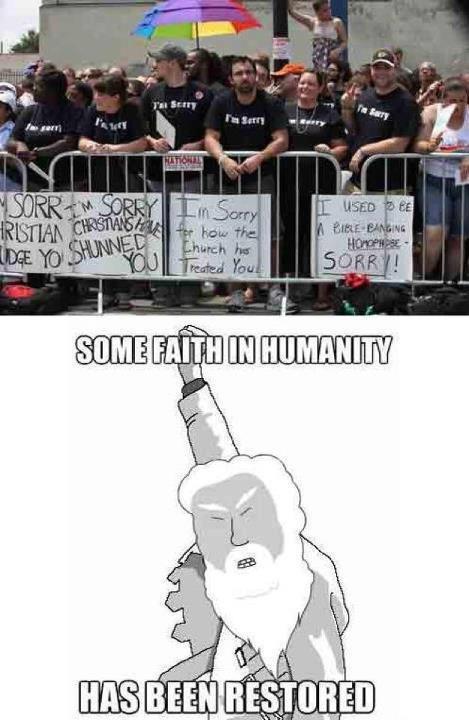 I'm Sorry
I'm Sorry
I'm Sorry
I'm Sorry
Sorry
I'm Sorry
NATIONAL
SORR
RISTIAN
UDGE YO
I'M SORRY
CHRISTIANS HAVE
SHUNNED
YOU
I'm Sorry
for how the
Church has
Treated You!
I USED TO BE
A BIBLE-BANGING
HOMOPHOBE -
SORRY!
SOME FAITH IN HUMANITY
HAS BEEN RESTORED